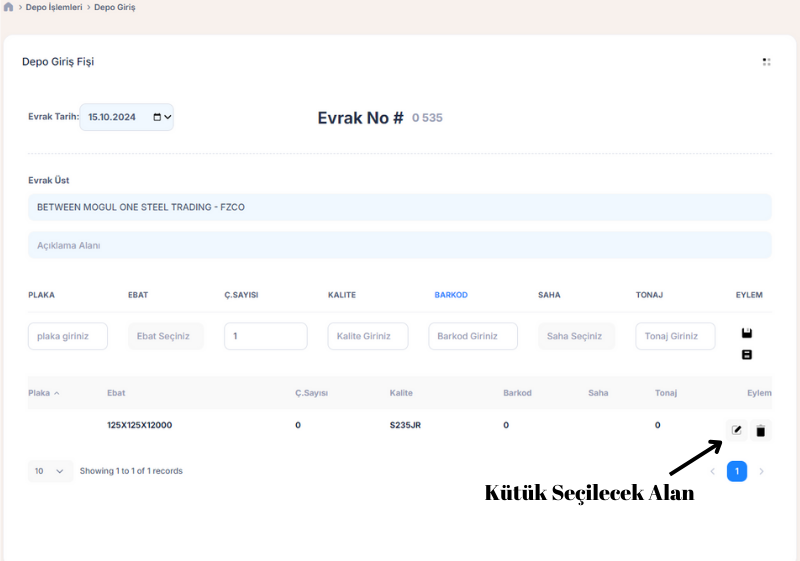 Depo İşlemleri > Depo Giriş
Depo Giriş Fişi
Evrak Tarih: 15.10.2024 Evrak No # 0 535
Evrak Üst
BETWEEN MOGUL ONE STEEL TRADING - FZCO
Açıklama Alanı
PLAKA EBAT Ç.SAYISI KALITE BARKOD SAHA TONAJ EYLEM
plaka giriniz Ebat Seçiniz 1 Kalite Giriniz Barkod Giriniz Saha Seçiniz Tonaj Giriniz
Plaka Ebat Ç.Sayısı Kalite Barkod Saha Tonaj Eylem
125X125X12000 0 S235JR 0 0
10 Showing 1 to 1 of 1 records < 1 >
Kütük Seçilecek Alan